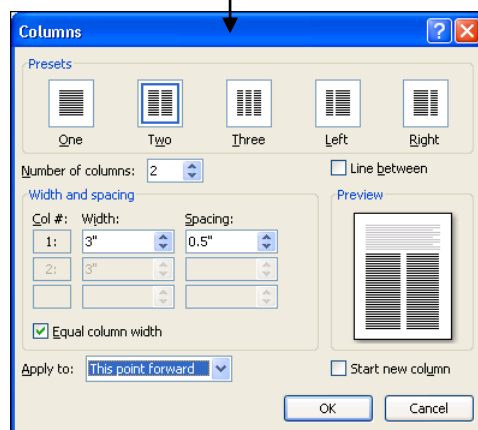 Columns
Presets
One Two Three Left Right
Number of columns: 2 Line between
Width and spacing Preview
Col #: Width: Spacing:
1: 3" 0.5"
2: 3"
Equal column width
Apply to: This point forward Start new column
OK Cancel